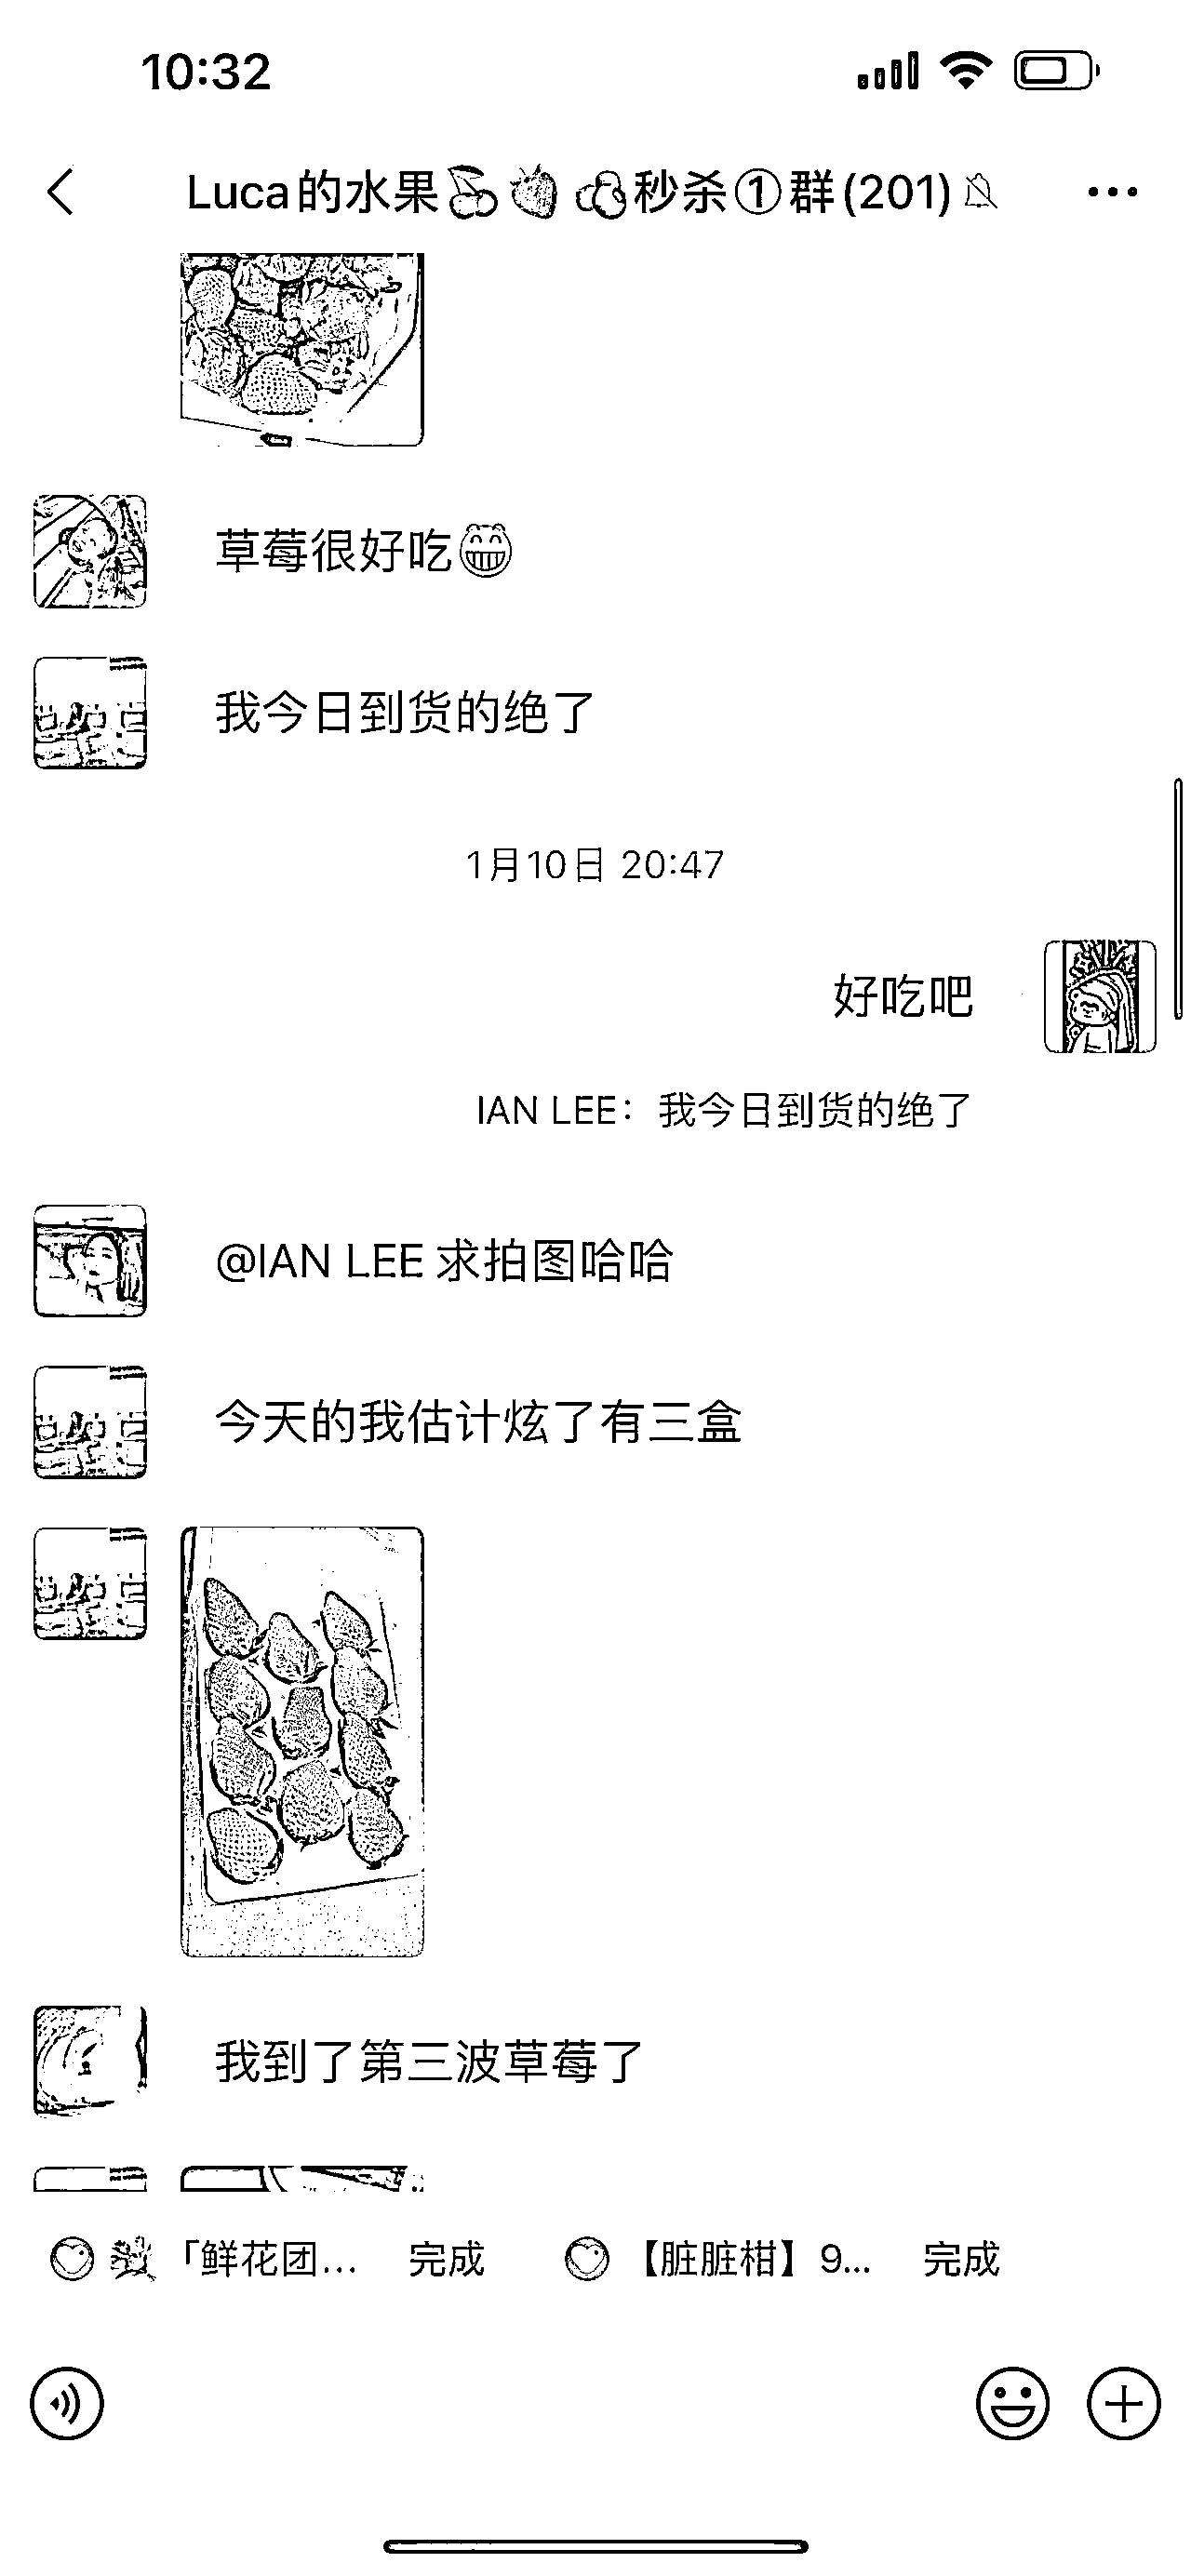 10:32
Luca的水果🍒🍓🍊秒杀①群(201)
草莓很好吃😁
我今日到货的绝了
1月10日 20:47
好吃吧
IAN LEE：我今日到货的绝了
@IAN LEE 求拍图哈哈
今天的我估计炫了有三盒
我到了第三波草莓了
「鲜花团... 完成 【脏脏柑】9... 完成